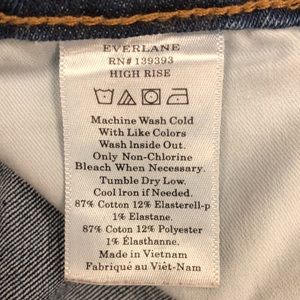 EVERLANE
RN# 139393
HIGH RISE
Machine Wash Cold
With Like Colors
Wash Inside Out.
Only Non-Chlorine
Bleach When Necessary.
Tumble Dry Low.
Cool Iron if Needed.
87% Cotton 12% Elasterell-p
1% Elastane.
87% Coton 12% Polyester
1% Élasthanne.
Made in Vietnam
Fabriqué au Việt-Nam